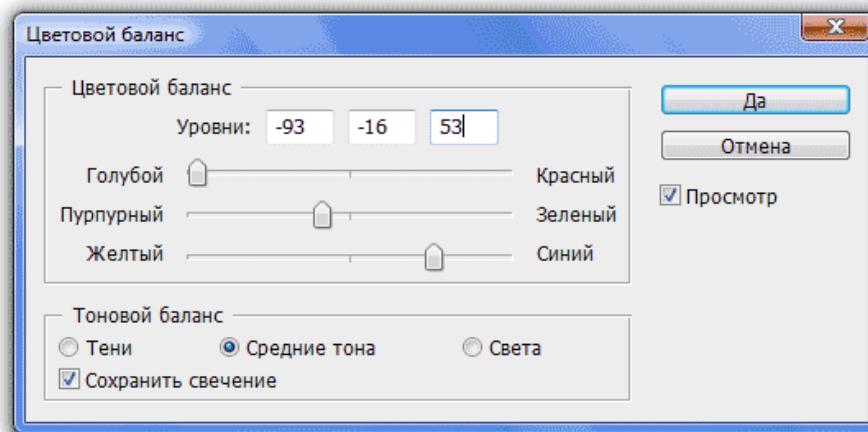 Цветовой баланс
Цветовой баланс
Уровни: -93 -16 53
Голубой Красный
Пурпурный Зеленый
Желтый Синий
Тоновой баланс
Тени Средние тона Света
Сохранить свечение
Да
Отмена
Просмотр